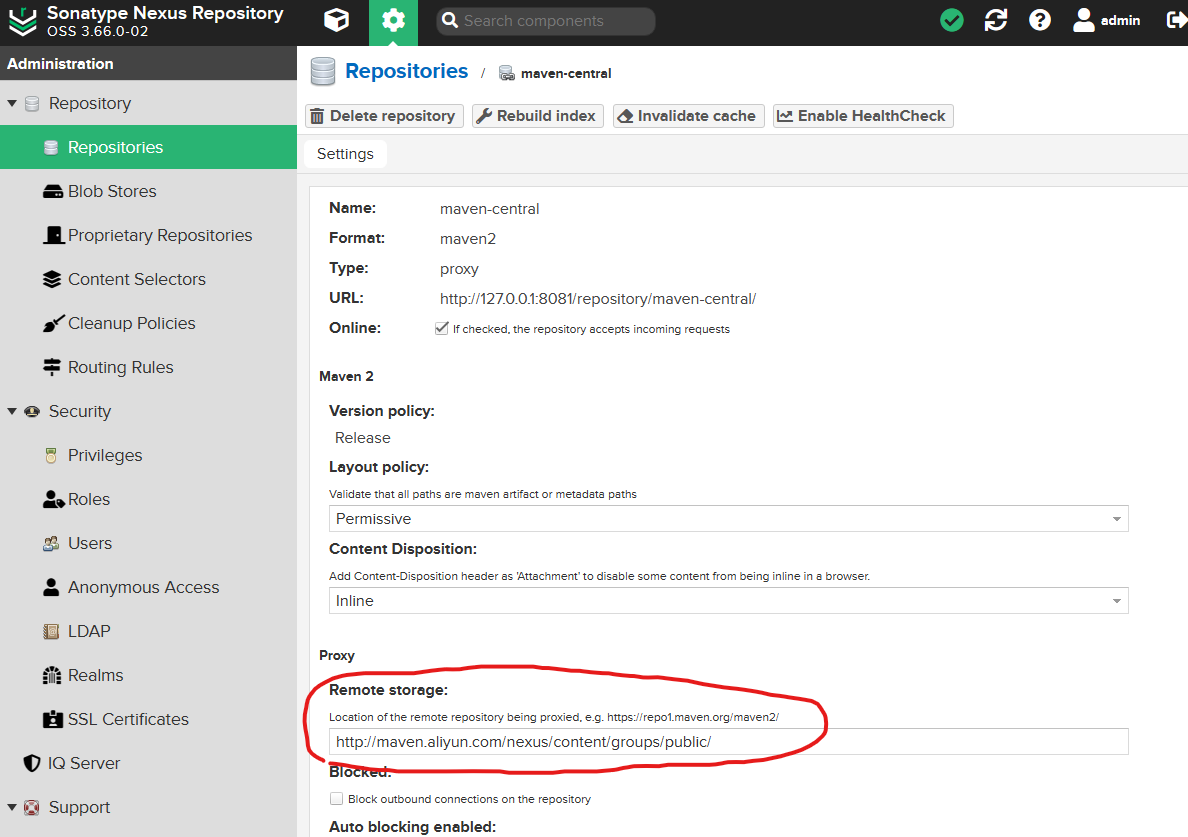 Sonatype Nexus Repository
OSS 3.66.0-02
Search components
admin
Administration
Repository
Repositories
Blob Stores
Proprietary Repositories
Content Selectors
Cleanup Policies
Routing Rules
Security
Privileges
Roles
Users
Anonymous Access
LDAP
Realms
SSL Certificates
IQ Server
Support
Repositories / maven-central
Delete repository Rebuild index Invalidate cache Enable HealthCheck
Settings
Name: maven-central
Format: maven2
Type: proxy
URL: http://127.0.0.1:8081/repository/maven-central/
Online: If checked, the repository accepts incoming requests
Maven 2
Version policy:
Release
Layout policy:
Validate that all paths are maven artifact or metadata paths
Permissive
Content Disposition:
Add Content-Disposition header as 'Attachment' to disable some content from being inline in a browser.
Inline
Proxy
Remote storage:
Location of the remote repository being proxied, e.g. https://repo1.maven.org/maven2/
http://maven.aliyun.com/nexus/content/groups/public/
Blocked:
Block outbound connections on the repository
Auto blocking enabled: